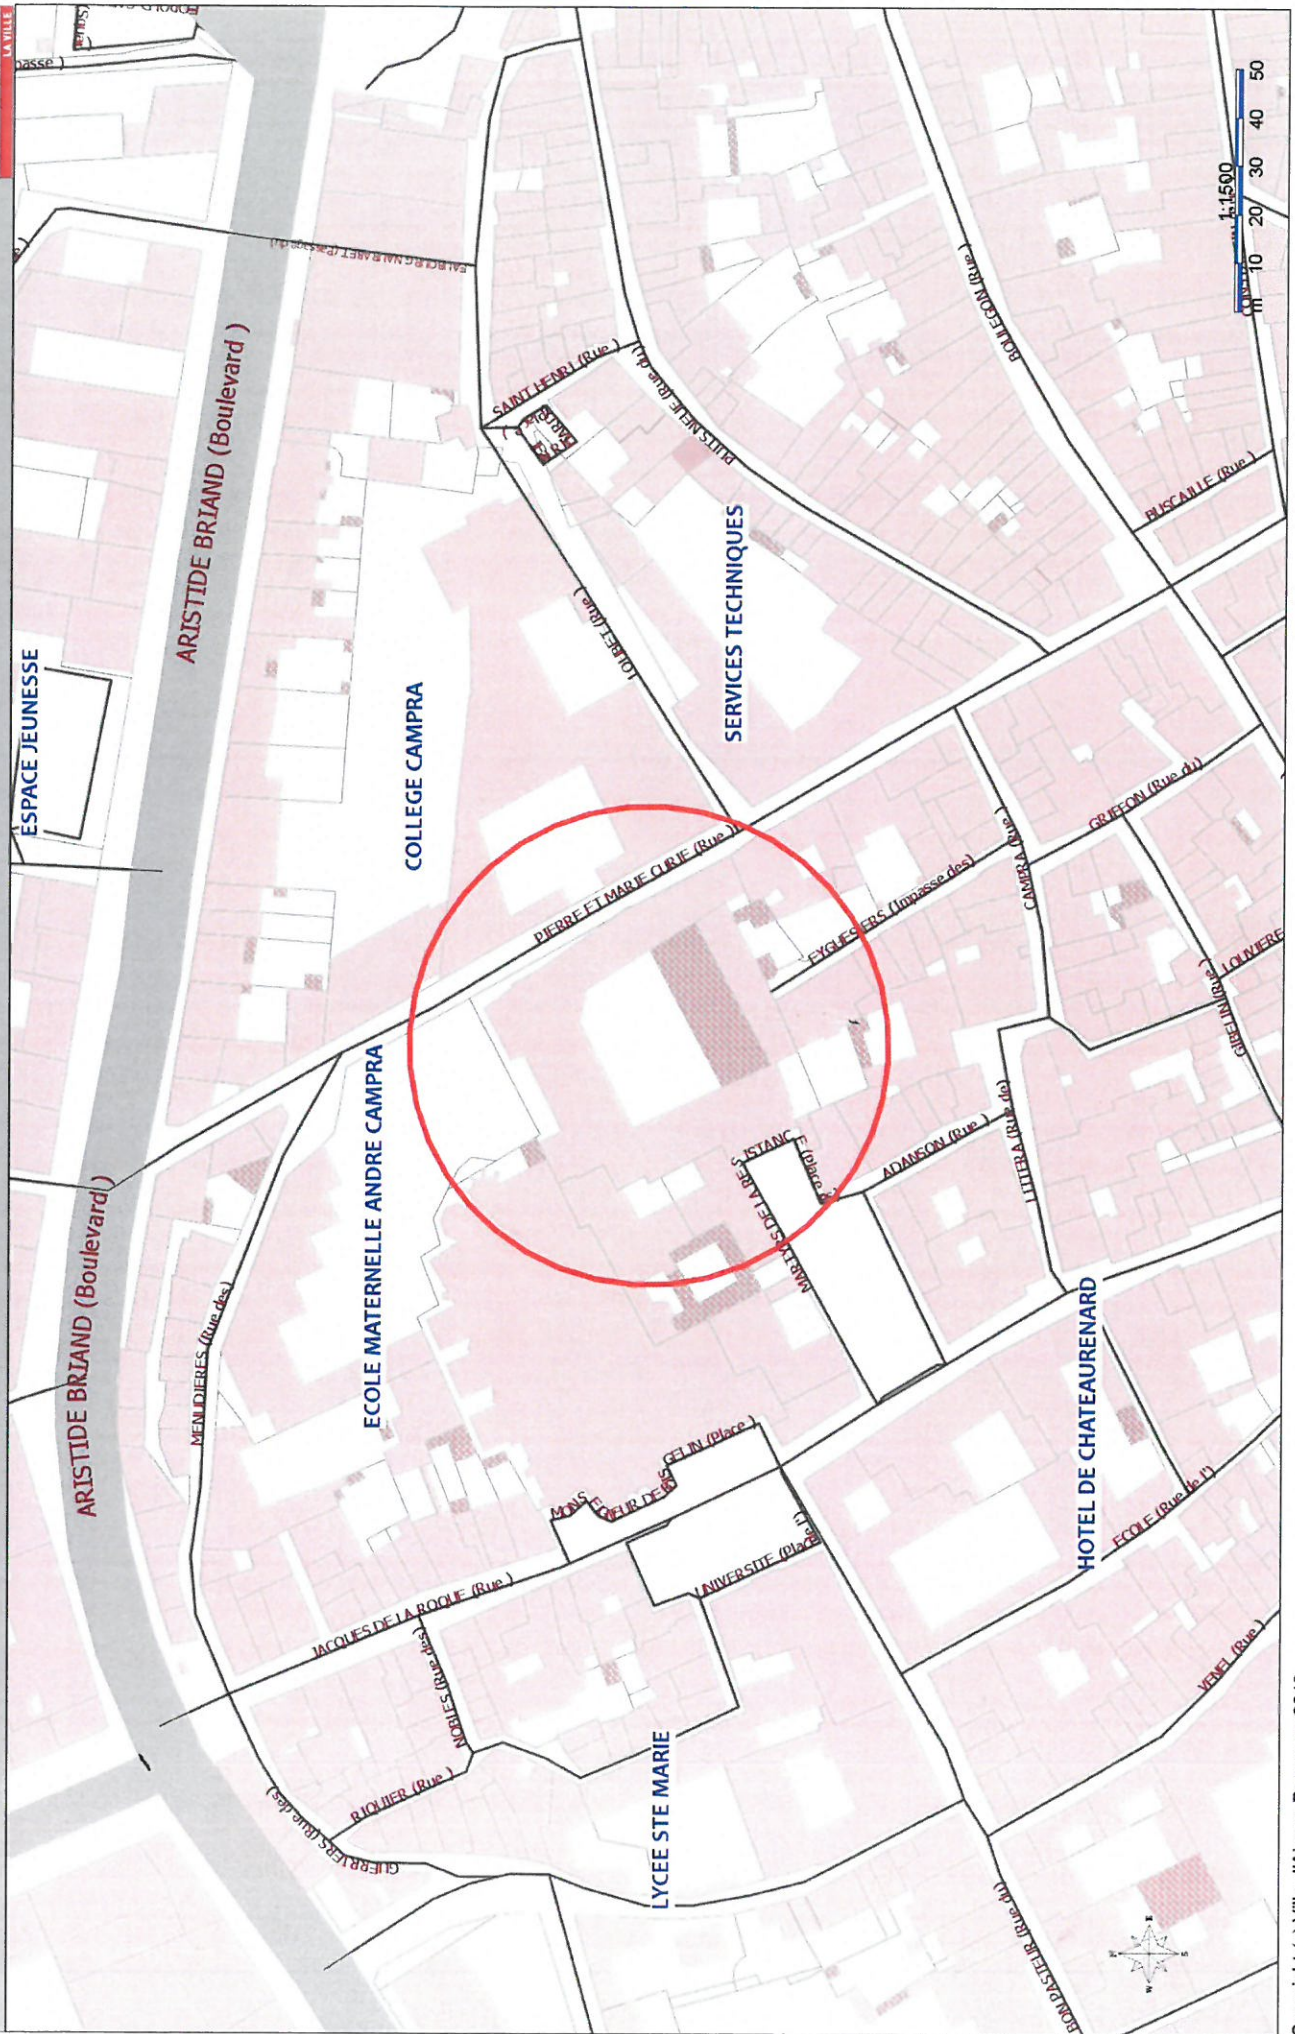 LA VILLE
ESPACE JEUNESSE
ARISTIDE BRIAND (Boulevard )
ARISTIDE BRIAND (Boulevard )
FAUBOURG NAURABET (Passage du)
COLLEGE CAMPRA
ECOLE MATERNELLE ANDRE CAMPRA
MENUDIERES (Rue des)
PIERRE ET MARIE CURIE (Rue )
LOUBET (Rue )
SAINT HENRI (Rue )
PUITS NEUF (Rue du)
SERVICES TECHNIQUES
BOULEGON (Rue )
BUSCAILLE (Rue )
EYGUESIERS (Impasse des)
CAMPRA (Rue )
GRIFFON (Rue du)
GIBELIN (Rue )
LOUVIERE
MARTYRS DE LA RESISTANCE (Place )
ADANSON (Rue )
LITTERA (Rue de)
HOTEL DE CHATEAURENARD
ECOLE (Rue de l')
VENEL (Rue )
UNIVERSITE (Place de l')
JACQUES DE LA ROQUE (Rue )
NOBLES (Rue des)
RIQUIER (Rue )
GUERRIERS (Rue des)
LYCEE STE MARIE
BON PASTEUR (Rue du)
N
W
E
S
1:1500
m 10 20 30 40 50